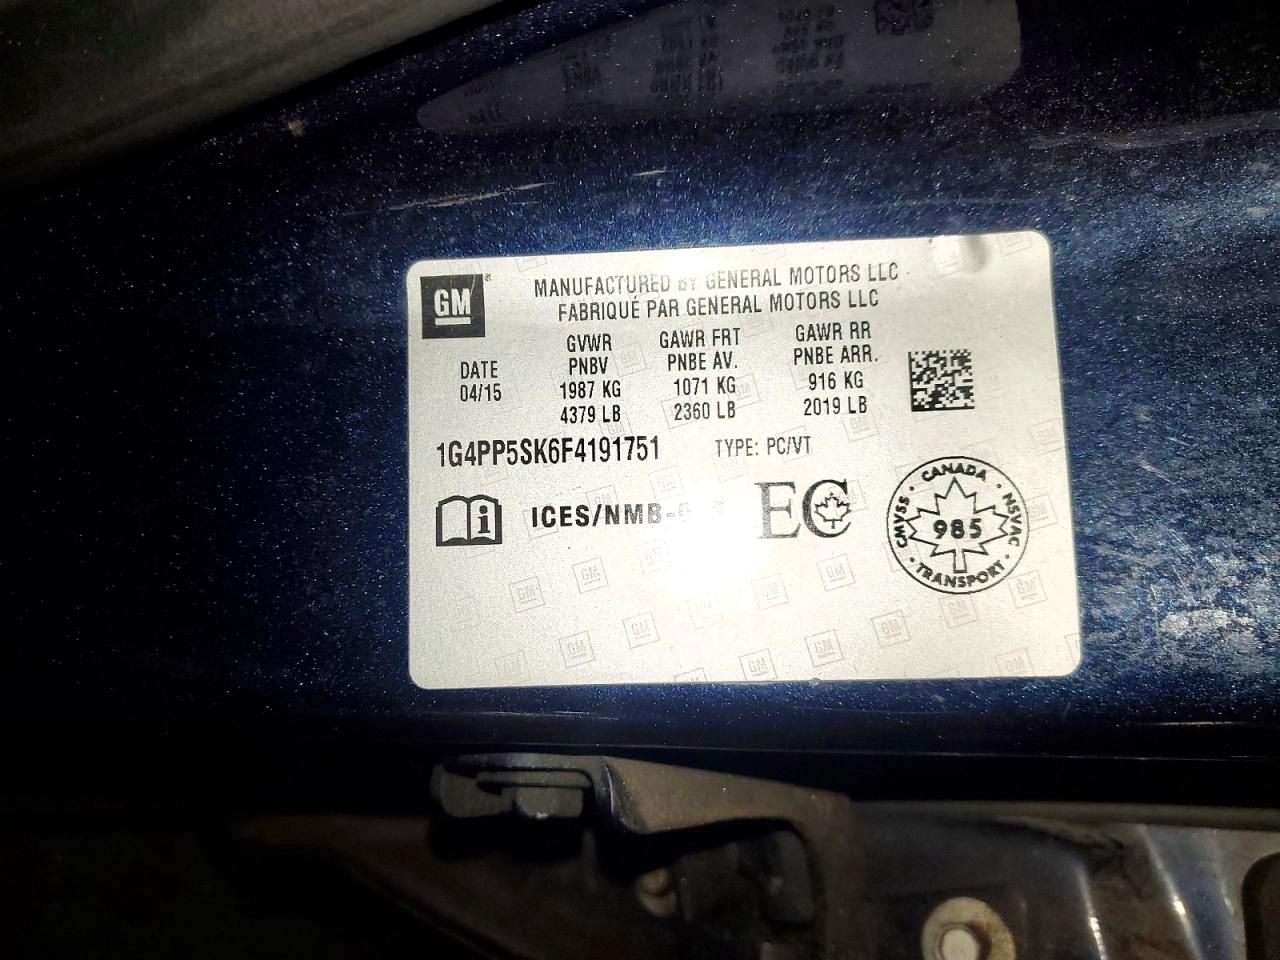 GM
MANUFACTURED BY GENERAL MOTORS LLC
FABRIQUÉ PAR GENERAL MOTORS LLC
DATE
04/15
GVWR
PNBV
1987 KG
4379 LB
GAWR FRT
PNBE AV.
1071 KG
2360 LB
GAWR RR
PNBE ARR.
916 KG
2019 LB
1G4PP5SK6F4191751 TYPE: PC/VT
ICES/NMB-
EC
CANADA
CMVSS
NSVAC
985
TRANSPORT